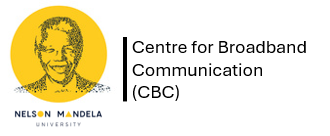 NELSON MANDELA
UNIVERSITY
Centre for Broadband
Communication
(CBC)